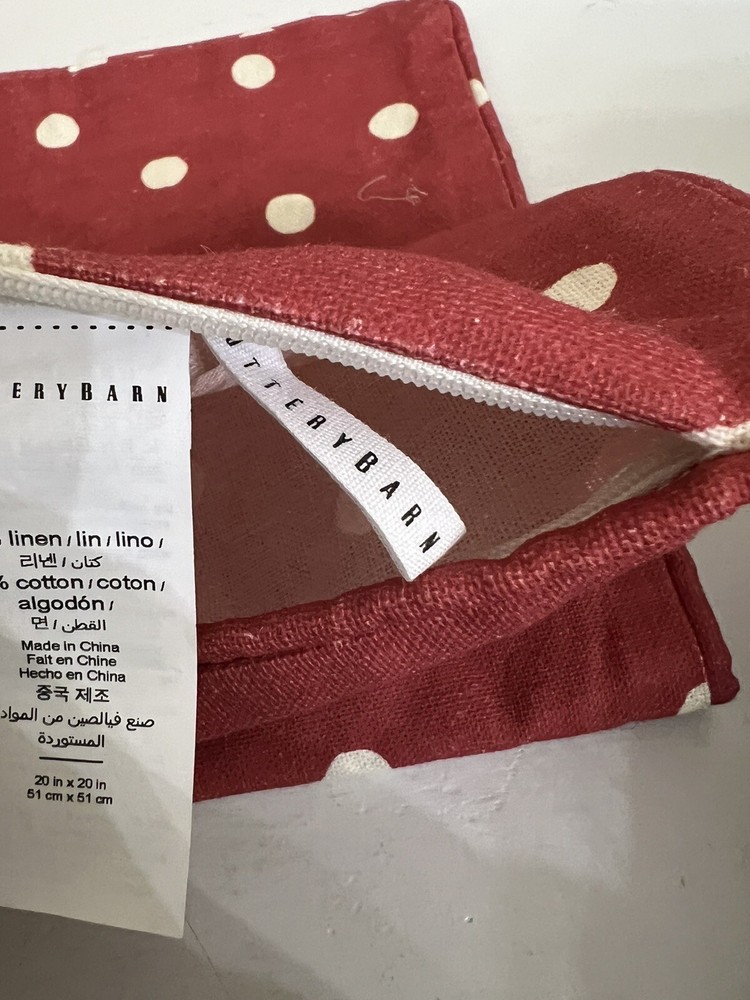 ERYBARN
OTTERYBARN
linen / lin / lino /
리넨 / كتان /
% cotton / coton /
algodón /
면 / القطن /
Made in China
Fait en Chine
Hecho en China
중국 제조
صنع فيالصين من المواد
المستوردة
20 in x 20 in
51 cm x 51 cm